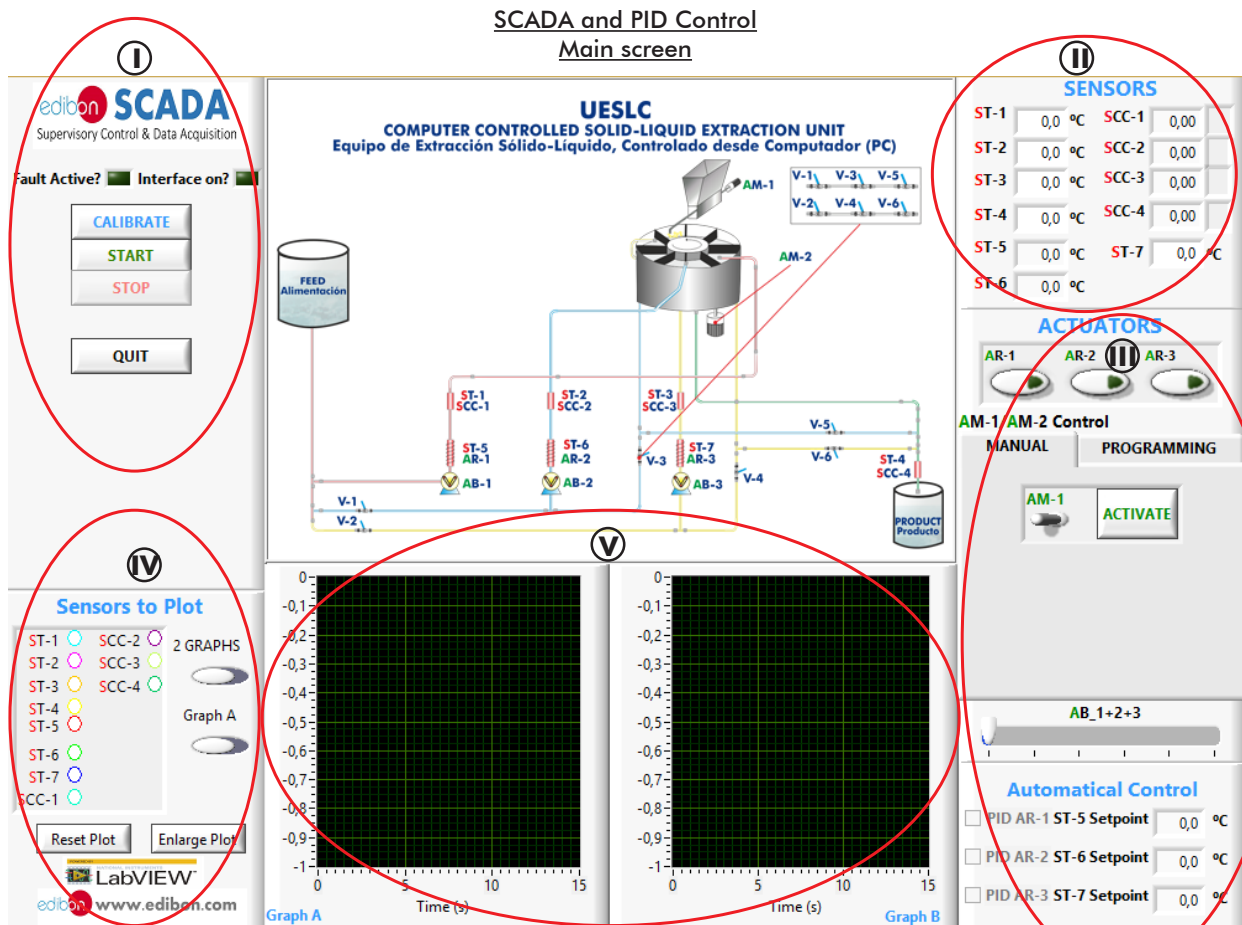 SCADA and PID Control
Main screen
I
edibon SCADA
Supervisory Control & Data Acquisition
Fault Active? Interface on?
CALIBRATE
START
STOP
QUIT
UESLC
COMPUTER CONTROLLED SOLID-LIQUID EXTRACTION UNIT
Equipo de Extracción Sólido-Líquido, Controlado desde Computador (PC)
AM-1
V-1 V-3 V-5
V-2 V-4 V-6
AM-2
FEED
Alimentación
ST-1
SCC-1
ST-2
SCC-2
ST-3
SCC-3
ST-5
AR-1
ST-6
AR-2
ST-7
AR-3
AB-1
AB-2
AB-3
V-3
V-4
V-5
V-6
V-1
V-2
ST-4
SCC-4
PRODUCT
Producto
II
SENSORS
ST-1 0,0 ºC SCC-1 0,00
ST-2 0,0 ºC SCC-2 0,00
ST-3 0,0 ºC SCC-3 0,00
ST-4 0,0 ºC SCC-4 0,00
ST-5 0,0 ºC ST-7 0,0 ºC
ST-6 0,0 ºC
ACTUATORS
III
AR-1 AR-2 AR-3
AM-1/AM-2 Control
MANUAL PROGRAMMING
AM-1 ACTIVATE
AB_1+2+3
Automatical Control
PID AR-1 ST-5 Setpoint 0,0 ºC
PID AR-2 ST-6 Setpoint 0,0 ºC
PID AR-3 ST-7 Setpoint 0,0 ºC
IV
Sensors to Plot
ST-1 SCC-2 2 GRAPHS
ST-2 SCC-3
ST-3 SCC-4
ST-4 Graph A
ST-5
ST-6
ST-7
SCC-1
Reset Plot Enlarge Plot
LabVIEW
edibon www.edibon.com
V
0
-0,1
-0,2
-0,3
-0,4
-0,5
-0,6
-0,7
-0,8
-0,9
-1
0 5 10 15
Time (s)
Graph A
0
-0,1
-0,2
-0,3
-0,4
-0,5
-0,6
-0,7
-0,8
-0,9
-1
0 5 10 15
Time (s)
Graph B